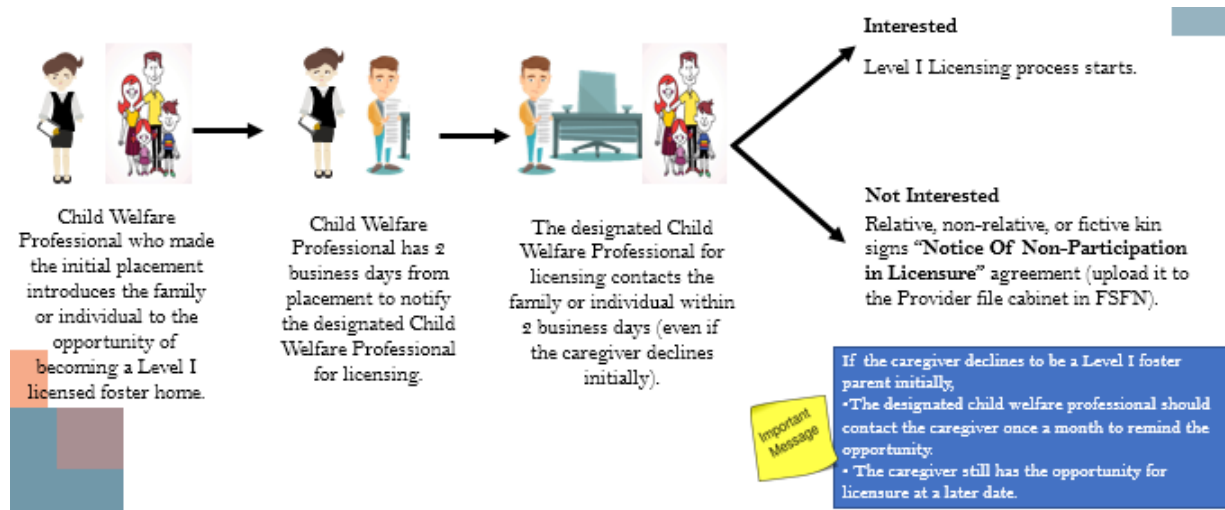 Child Welfare
Professional who made
the initial placement
introduces the family
or individual to the
opportunity of
becoming a Level I
licensed foster home.
Child Welfare
Professional has 2
business days from
placement to notify
the designated Child
Welfare Professional
for licensing.
The designated Child
Welfare Professional for
licensing contacts the
family or individual within
2 business days (even if
the caregiver declines
initially).
Interested
Level I Licensing process starts.
Not Interested
Relative, non-relative, or fictive kin
signs “Notice Of Non-Participation
in Licensure” agreement (upload it to
the Provider file cabinet in FSFN).
Important
Message
If the caregiver declines to be a Level I foster
parent initially,
•The designated child welfare professional should
contact the caregiver once a month to remind the
opportunity.
• The caregiver still has the opportunity for
licensure at a later date.